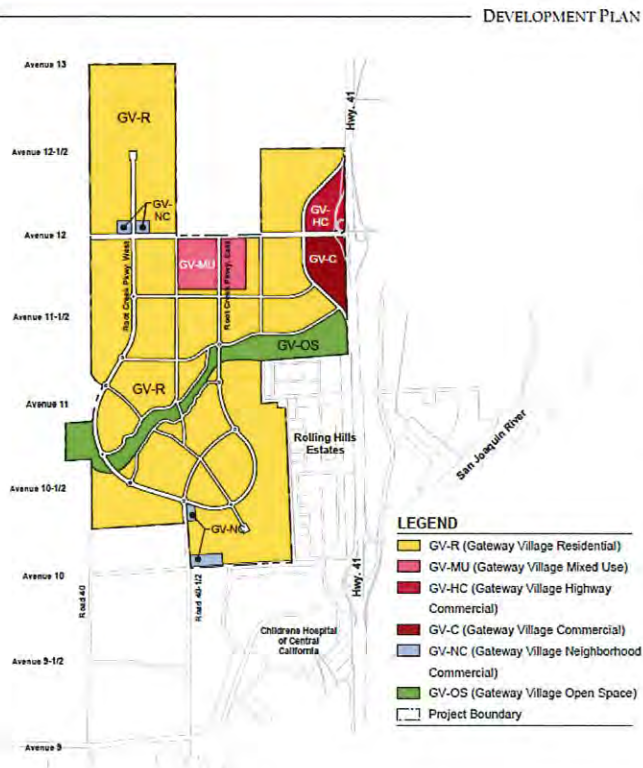 DEVELOPMENT PLAN
Avenue 13
GV-R
Hwy. 41
Avenue 12-1/2
GV-
NC
GV-
HC
Avenue 12
Root Creek Pkwy. West
GV-MU
Root Creek Pkwy. East
GV-C
Avenue 11-1/2
GV-OS
GV-R
Avenue 11
Rolling Hills
Estates
San Joaquin River
Avenue 10-1/2
GV-NC
Avenue 10
Hwy. 41
Road 40
Road 40-1/2
Childrens Hospital
of Central
California
Avenue 9-1/2
Avenue 9
LEGEND
GV-R (Gateway Village Residential)
GV-MU (Gateway Village Mixed Use)
GV-HC (Gateway Village Highway
Commercial)
GV-C (Gateway Village Commercial)
GV-NC (Gateway Village Neighborhood
Commercial)
GV-OS (Gateway Village Open Space)
Project Boundary